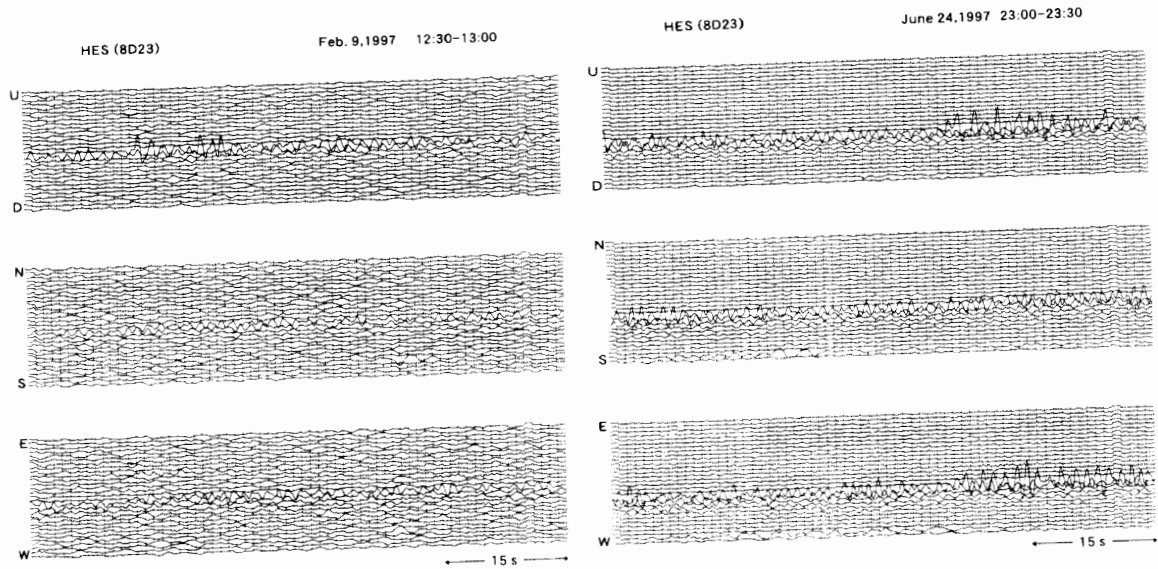 HES (8D23) Feb. 9,1997 12:30-13:00
U
D
N
S
E
W
15 s
HES (8D23) June 24,1997 23:00-23:30
U
D
N
S
E
W
15 s